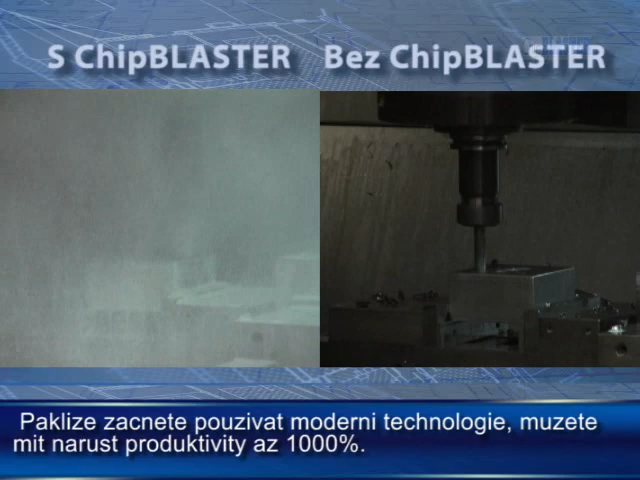 S ChipBLASTER Bez ChipBLASTER
Paklize zacnete pouzivat moderni technologie, muzete
mit narust produktivity az 1000%.